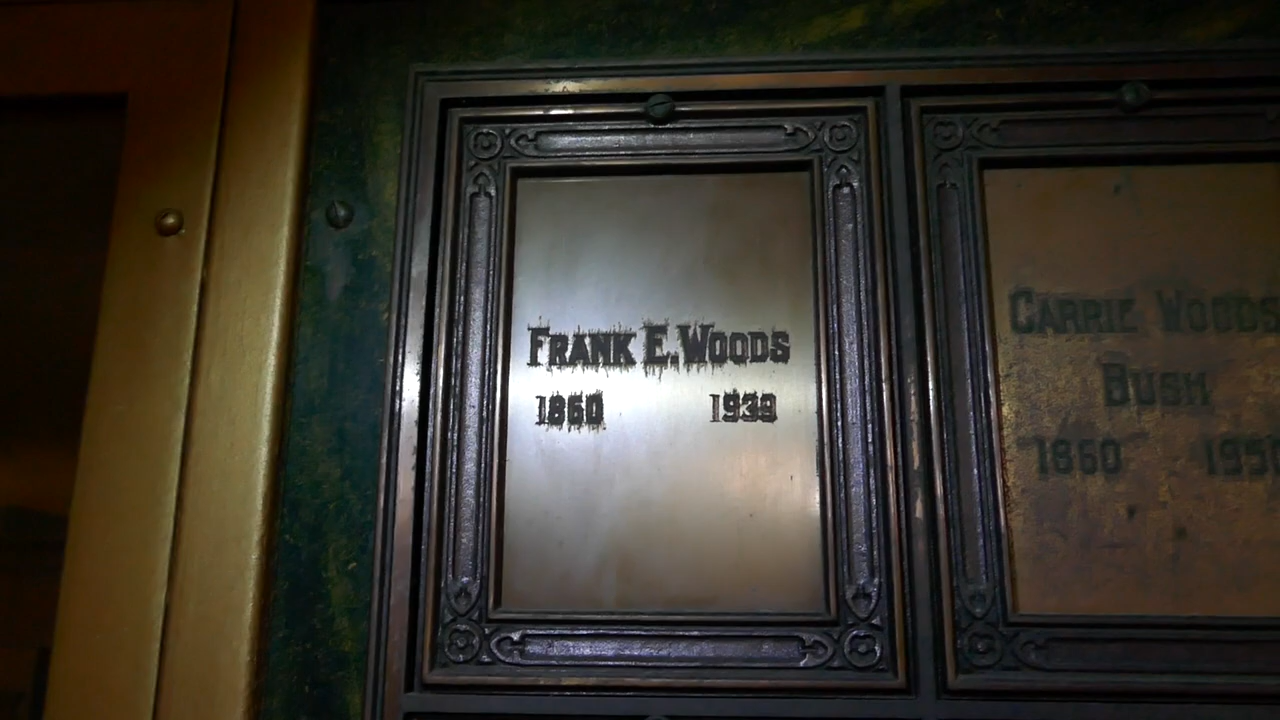 FRANK E. WOODS
1860 1939
CARRIE WOODS
BUSH
1860